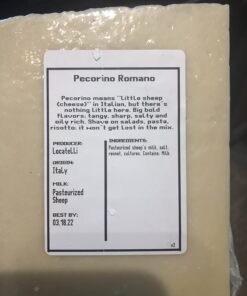 Pecorino Romano
Pecorino means "Little sheep
(cheese)" in Italian, but there's
nothing Little here. Big bold
flavors: tangy, sharp, salty and
oily rich. Shave on salads, pasta,
risotto; it won't get Lost in the mix.
PRODUCER:
Locatelli
ORIGIN:
Italy
MILK:
Pasteurized
Sheep
BEST BY:
03.18.22
INGREDIENTS:
Pasteurized sheep's milk, salt,
rennet, cultures. Contains: Milk.